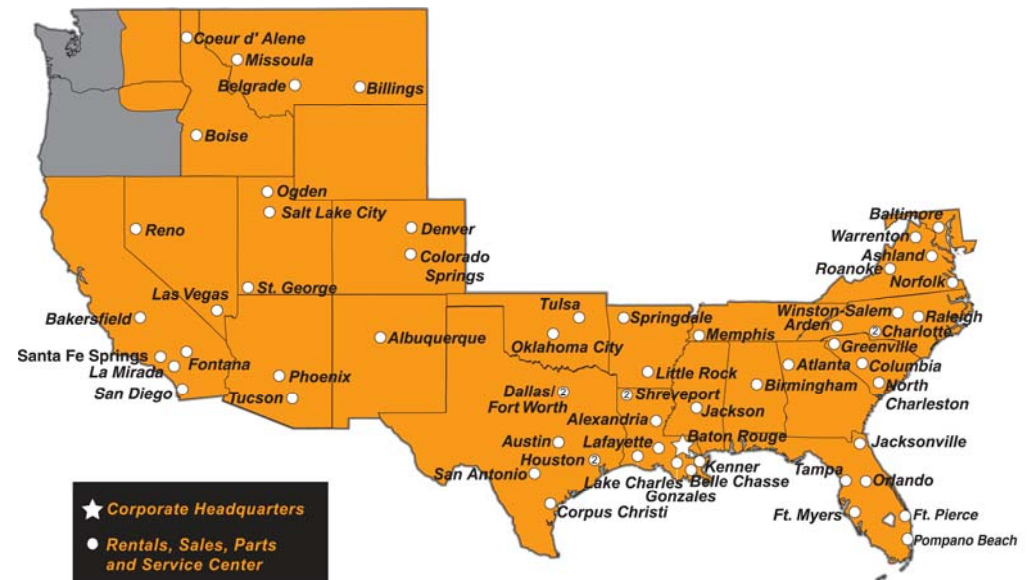 Coeur d' Alene
Missoula
Belgrade
Billings
Boise
Ogden
Salt Lake City
Reno
Denver
Colorado
Springs
St. George
Las Vegas
Bakersfield
Albuquerque
Santa Fe Springs
La Mirada
Fontana
San Diego
Phoenix
Tucson
Tulsa
Oklahoma City
Springdale
Memphis
Little Rock
Dallas/
Fort Worth
2
2
Shreveport
Alexandria
Jackson
Austin
Houston
2
San Antonio
Corpus Christi
Lafayette
Baton Rouge
Lake Charles
Gonzales
Kenner
Belle Chasse
Baltimore
Warrenton
Ashland
Roanoke
Norfolk
Winston-Salem
Raleigh
Arden
2
Charlotte
Greenville
Atlanta
Columbia
Birmingham
North
Charleston
Jacksonville
Tampa
Orlando
Ft. Myers
Ft. Pierce
Pompano Beach
Corporate Headquarters
Rentals, Sales, Parts
and Service Center